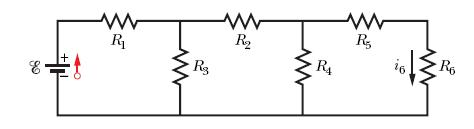 R1 R2 R5
+
ℰ R3 R4 i6 R6
−